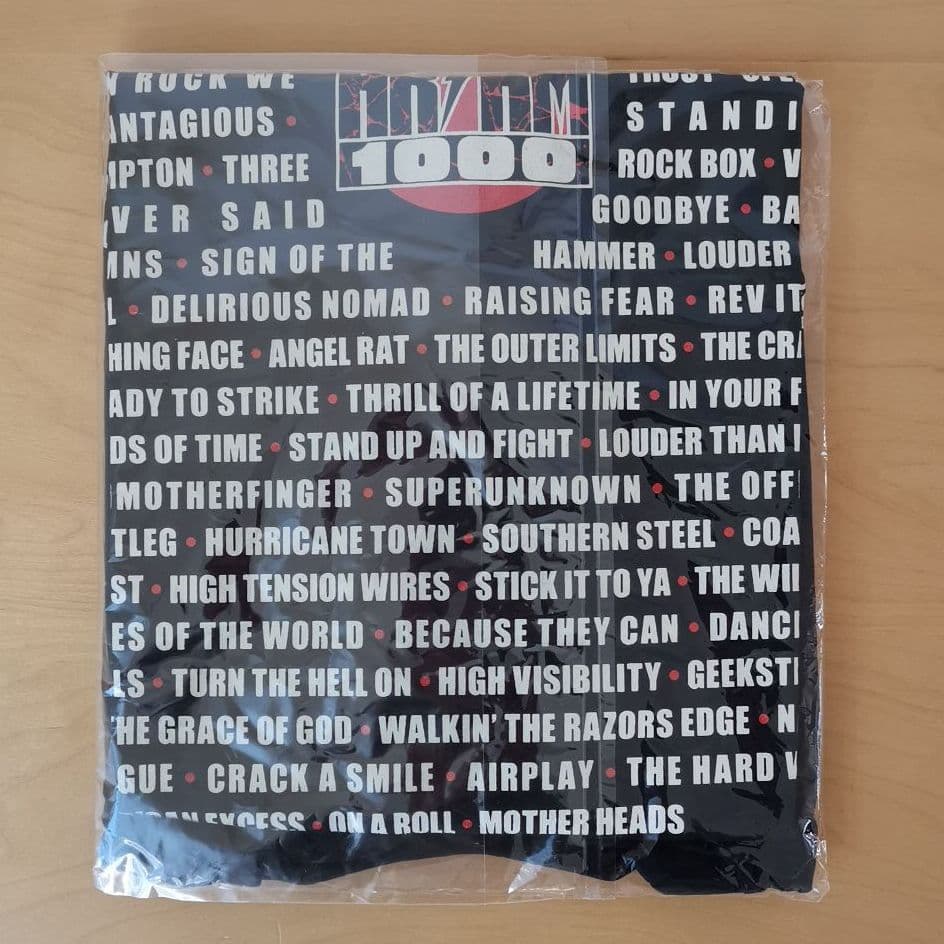 ROCK WE
ANTAGIOUS •
1000
STANDI
MPTON • THREE
ROCK BOX • V
VER SAID
GOODBYE • BA
NS • SIGN OF THE
HAMMER • LOUDER
L • DELIRIOUS NOMAD • RAISING FEAR • REV IT
HING FACE • ANGEL RAT • THE OUTER LIMITS • THE CRA
ADY TO STRIKE • THRILL OF A LIFETIME • IN YOUR F
DS OF TIME • STAND UP AND FIGHT • LOUDER THAN
MOTHERFINGER • SUPERUNKNOWN • THE OFF
TLEG • HURRICANE TOWN • SOUTHERN STEEL • COA
ST • HIGH TENSION WIRES • STICK IT TO YA • THE WI
ES OF THE WORLD • BECAUSE THEY CAN • DANCI
LS • TURN THE HELL ON • HIGH VISIBILITY • GEEKST
THE GRACE OF GOD • WALKIN' THE RAZORS EDGE • N
GUE • CRACK A SMILE • AIRPLAY • THE HARD W
EXCESS • ON A ROLL • MOTHER HEADS